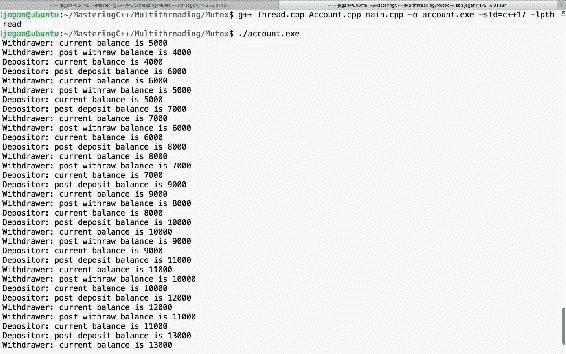 jegan@ubuntu:~/MasteringC++/Multithreading/Mutex$ g++ Thread.cpp Account.cpp main.cpp -o account.exe -std=c++17 -lpth
read
jegan@ubuntu:~/MasteringC++/Multithreading/Mutex$ ./account.exe
Withdrawer: current balance is 5000
Withdrawer: post withraw balance is 4000
Depositor: current balance is 4000
Depositor: post deposit balance is 6000
Withdrawer: current balance is 6000
Withdrawer: post withraw balance is 5000
Depositor: current balance is 5000
Depositor: post deposit balance is 7000
Withdrawer: current balance is 7000
Withdrawer: post withraw balance is 6000
Depositor: current balance is 6000
Depositor: post deposit balance is 8000
Withdrawer: current balance is 8000
Withdrawer: post withraw balance is 7000
Depositor: current balance is 7000
Depositor: post deposit balance is 9000
Withdrawer: current balance is 9000
Withdrawer: post withraw balance is 8000
Depositor: current balance is 8000
Depositor: post deposit balance is 10000
Withdrawer: current balance is 10000
Withdrawer: post withraw balance is 9000
Depositor: current balance is 9000
Depositor: post deposit balance is 11000
Withdrawer: current balance is 11000
Withdrawer: post withraw balance is 10000
Depositor: current balance is 10000
Depositor: post deposit balance is 12000
Withdrawer: current balance is 12000
Withdrawer: post withraw balance is 11000
Depositor: current balance is 11000
Depositor: post deposit balance is 13000
Withdrawer: current balance is 13000